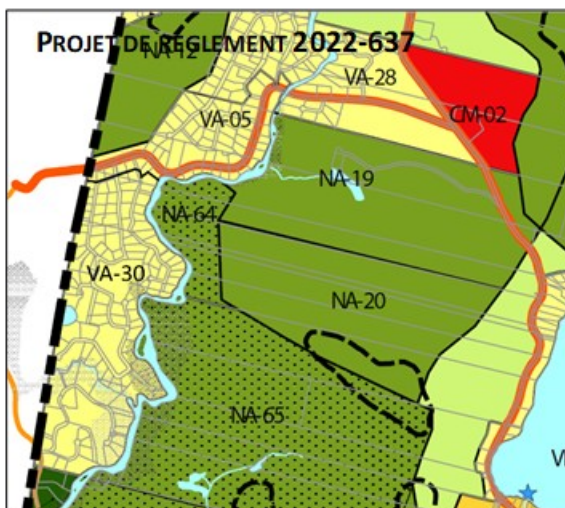 PROJET DE RÈGLEMENT 2022-637
NA-12
VA-28
VA-05
CM-02
NA-19
NA-64
VA-30
NA-20
NA-65